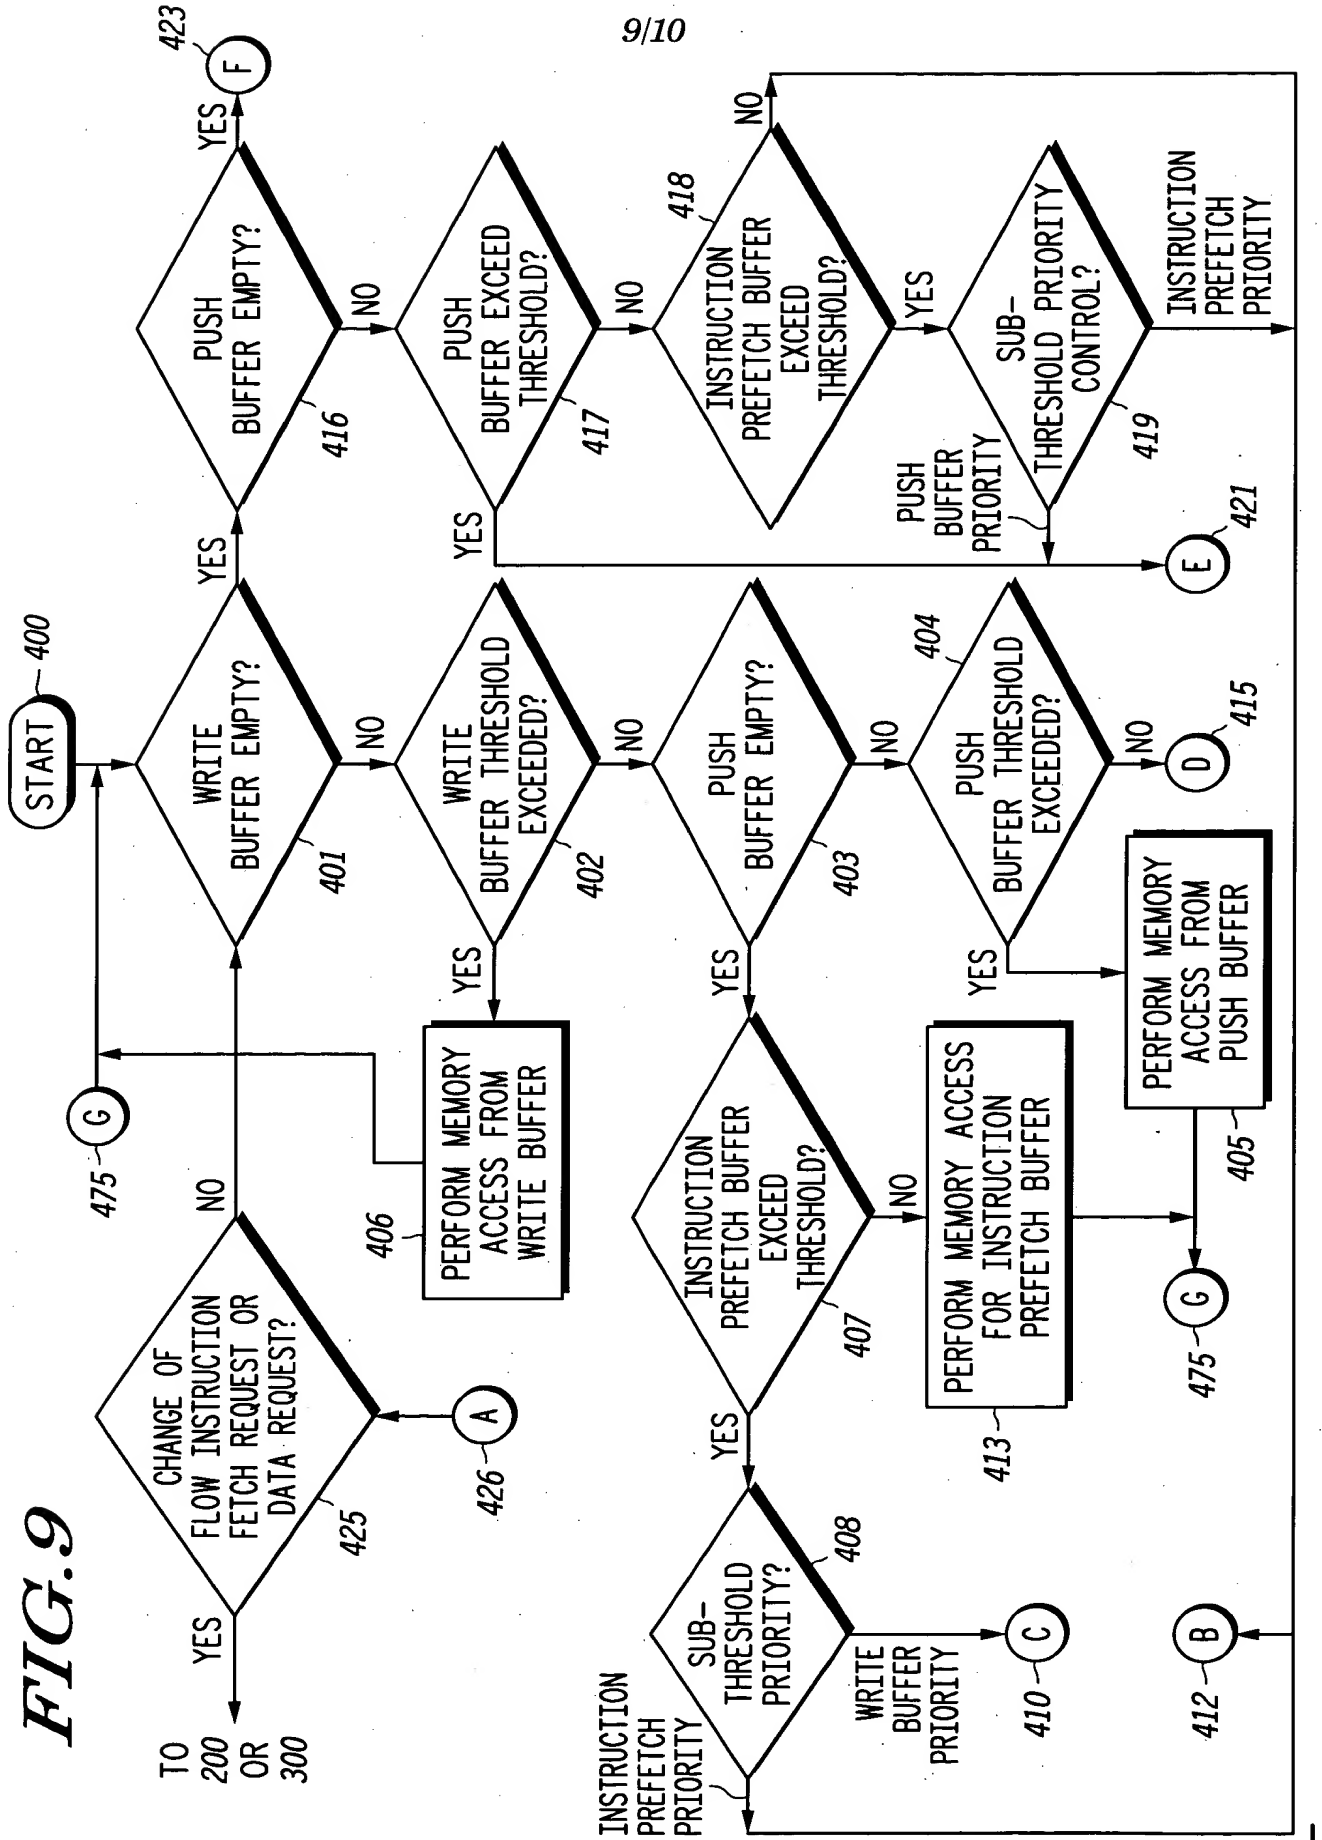 9/10
FIG.9
START
400
G
475
CHANGE OF
FLOW INSTRUCTION
FETCH REQUEST OR
DATA REQUEST?
425
YES
TO
200
OR
300
NO
A
426
WRITE
BUFFER EMPTY?
401
YES
NO
PUSH
BUFFER EMPTY?
416
YES
F
423
NO
WRITE
BUFFER THRESHOLD
EXCEEDED?
402
YES
NO
PERFORM MEMORY
ACCESS FROM
WRITE BUFFER
406
PUSH
BUFFER EXCEED
THRESHOLD?
417
YES
NO
PUSH
BUFFER EMPTY?
403
YES
NO
INSTRUCTION
PREFETCH BUFFER
EXCEED
THRESHOLD?
418
NO
YES
INSTRUCTION
PREFETCH BUFFER
EXCEED
THRESHOLD?
407
YES
NO
SUB-
THRESHOLD
PRIORITY?
408
INSTRUCTION
PREFETCH
PRIORITY
WRITE
BUFFER
PRIORITY
C
410
PERFORM MEMORY ACCESS
FOR INSTRUCTION
PREFETCH BUFFER
413
PUSH
BUFFER THRESHOLD
EXCEEDED?
404
YES
NO
SUB-
THRESHOLD PRIORITY
CONTROL?
419
PUSH
BUFFER
PRIORITY
INSTRUCTION
PREFETCH
PRIORITY
PERFORM MEMORY
ACCESS FROM
PUSH BUFFER
405
G
475
D
415
E
421
B
412